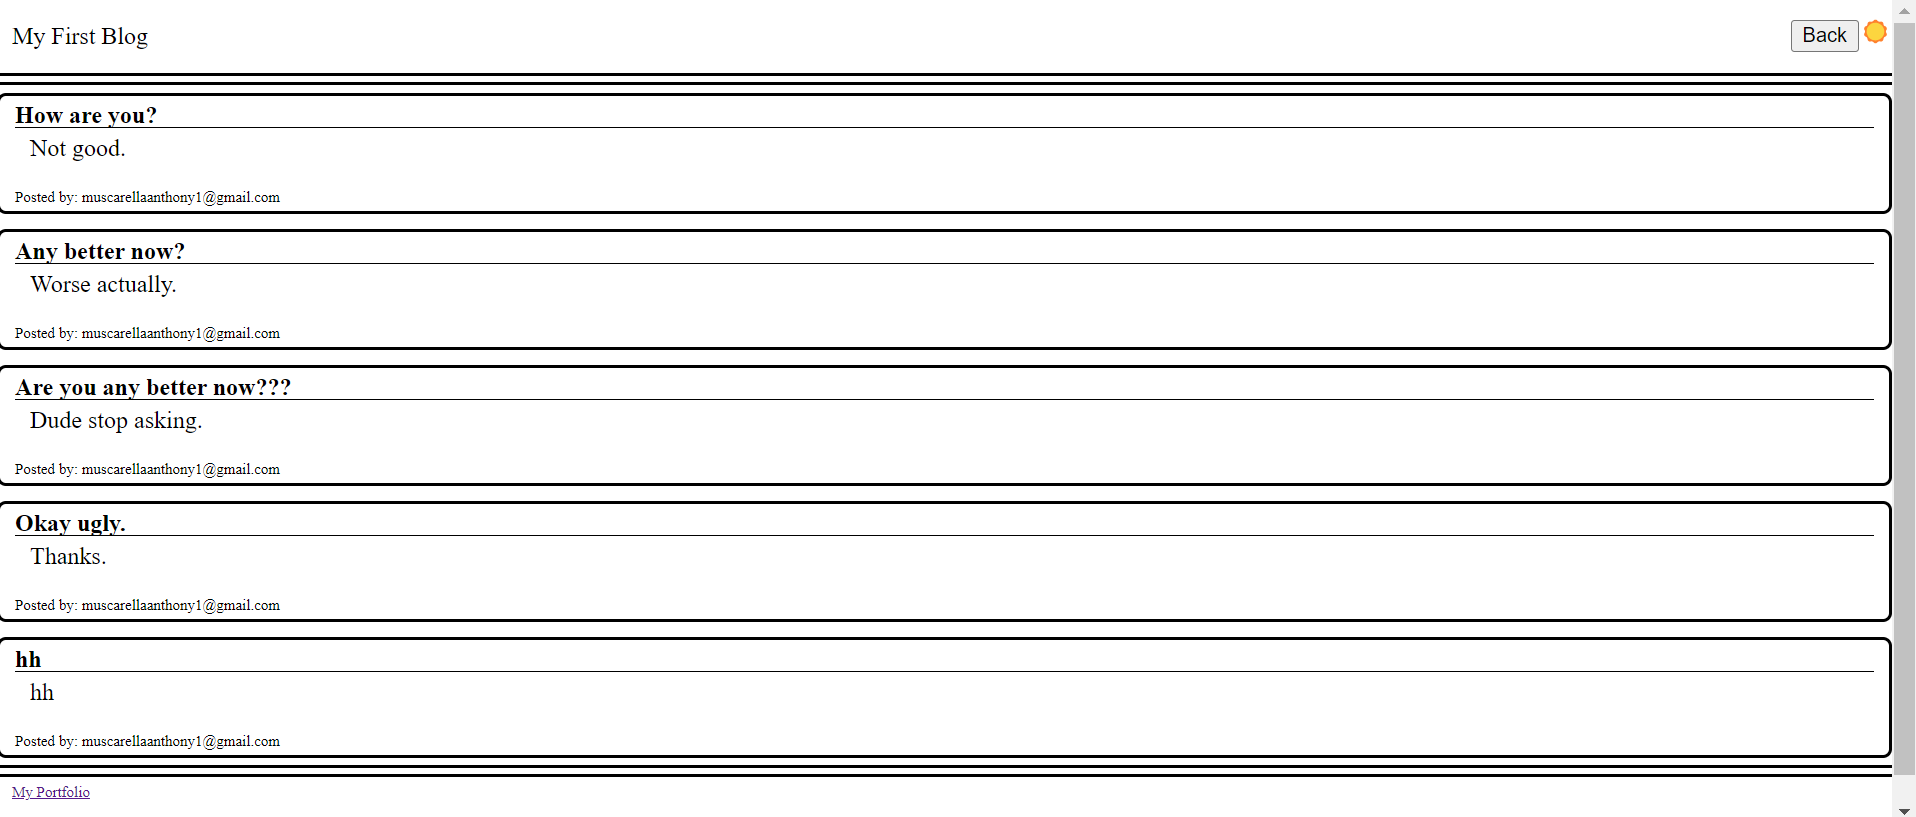 My First Blog
Back
How are you?
Not good.
Posted by: muscarellaanthony1@gmail.com
Any better now?
Worse actually.
Posted by: muscarellaanthony1@gmail.com
Are you any better now???
Dude stop asking.
Posted by: muscarellaanthony1@gmail.com
Okay ugly.
Thanks.
Posted by: muscarellaanthony1@gmail.com
hh
hh
Posted by: muscarellaanthony1@gmail.com
My Portfolio